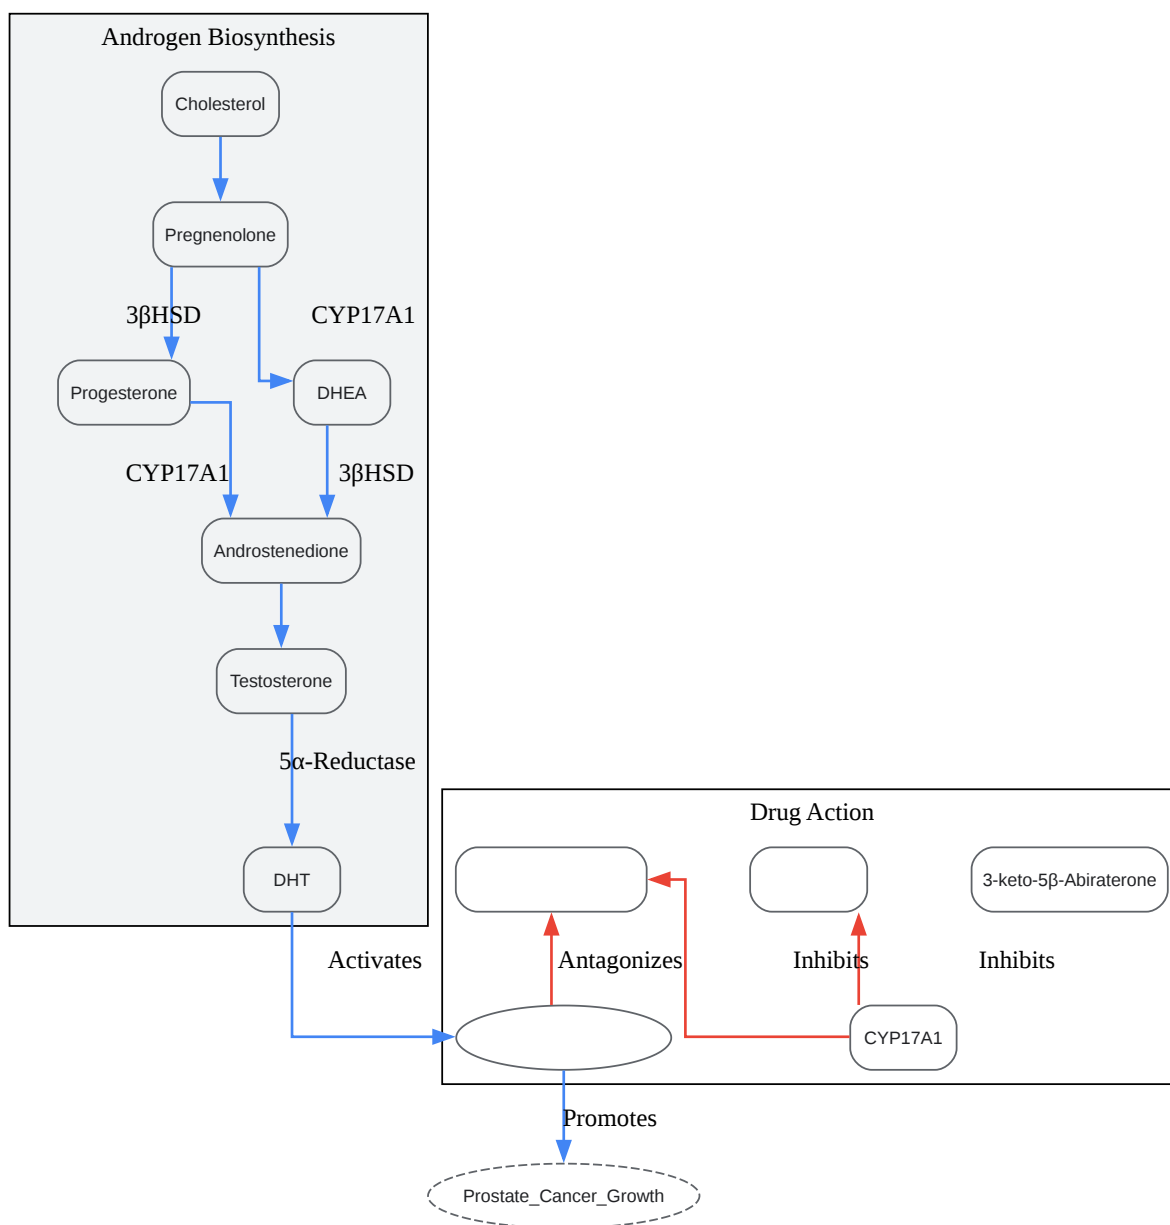 Androgen Biosynthesis
Cholesterol
Pregnenolone
3βHSD
CYP17A1
Progesterone
DHEA
CYP17A1
3βHSD
Androstenedione
Testosterone
5α-Reductase
DHT
Drug Action
3-keto-5β-Abiraterone
Activates
Antagonizes
Inhibits
Inhibits
CYP17A1
Promotes
Prostate_Cancer_Growth